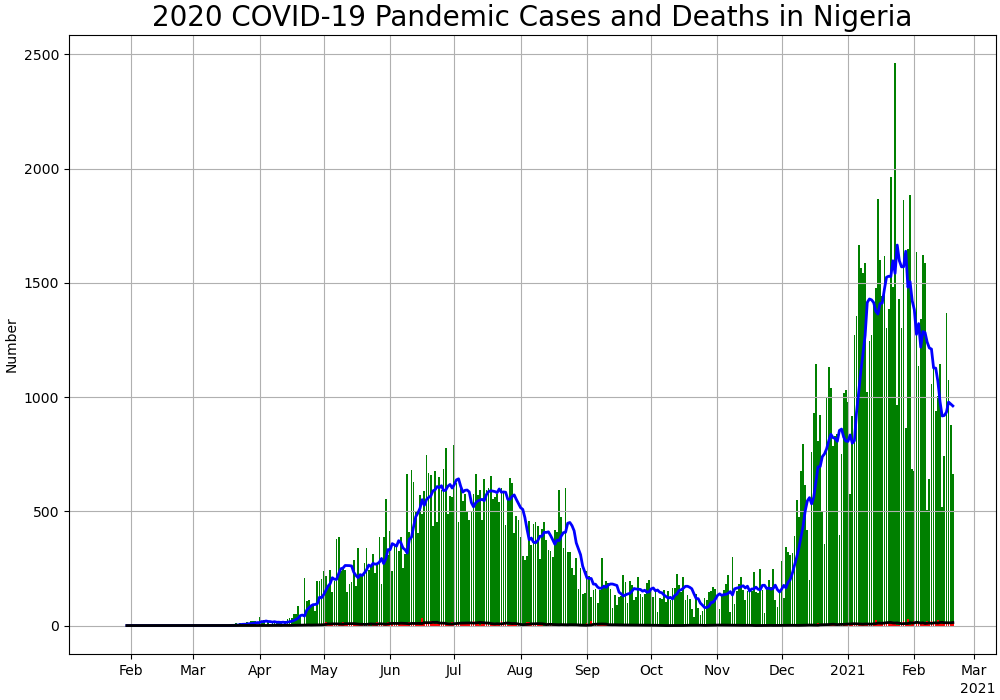 2020 COVID-19 Pandemic Cases and Deaths in Nigeria
2500
2000
1500
1000
500
0
Number
Feb Mar Apr May Jun Jul Aug Sep Oct Nov Dec 2021 Feb Mar
2021